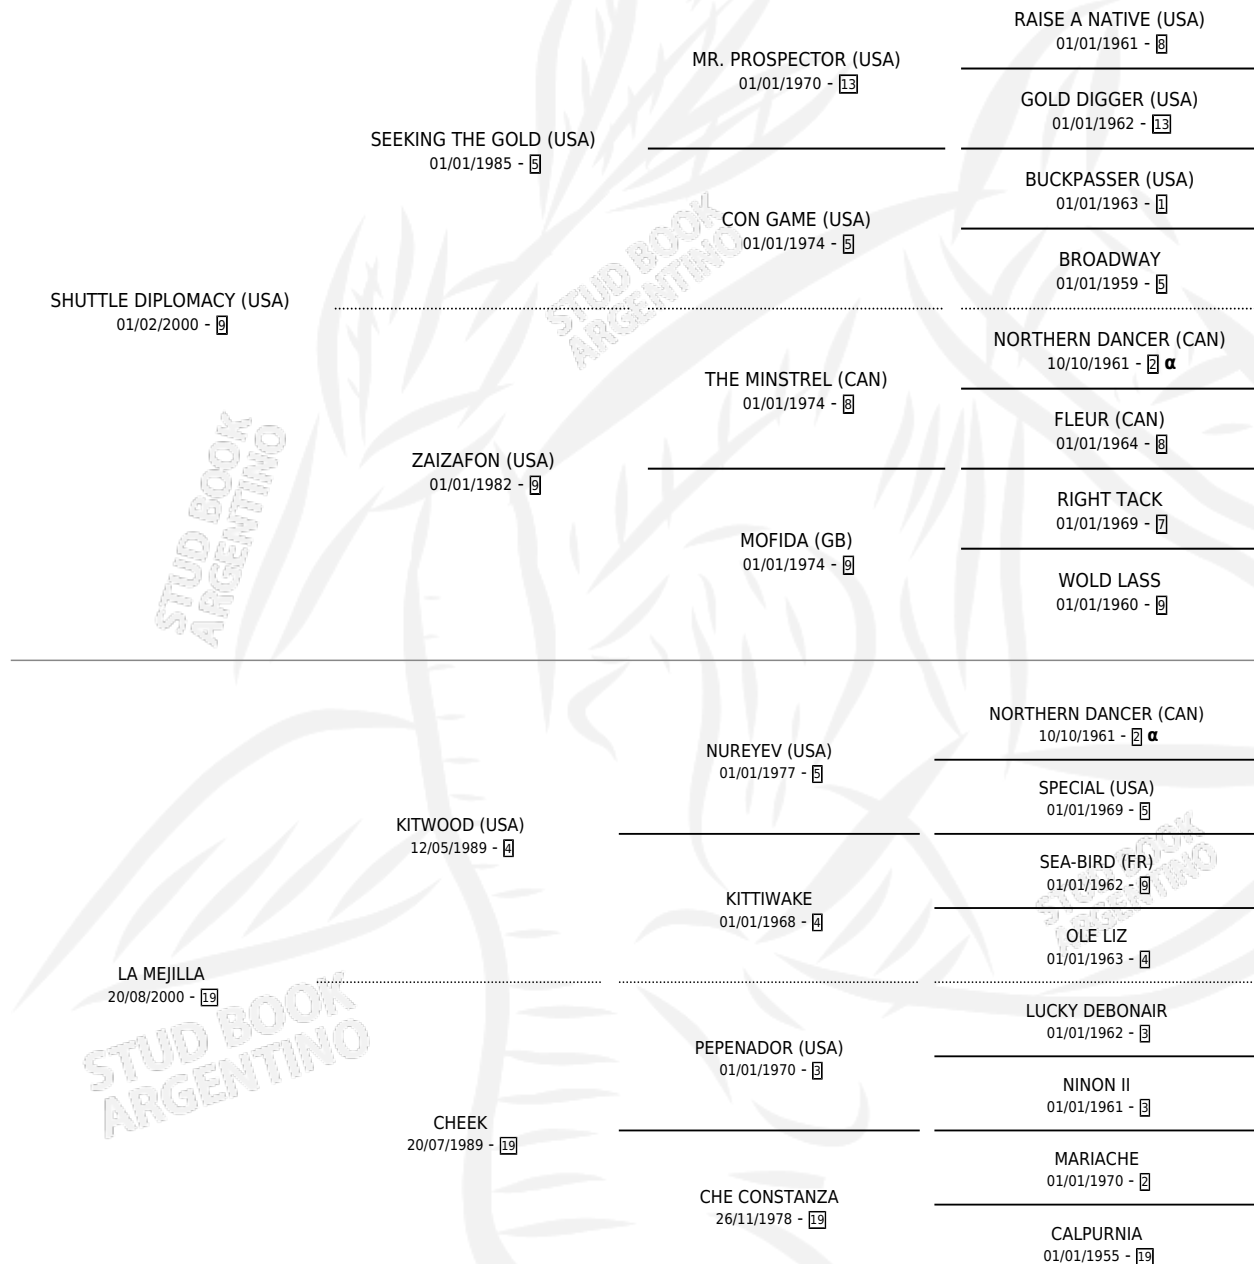 RAISE A NATIVE (USA)
01/01/1961 - 8
MR. PROSPECTOR (USA)
01/01/1970 - 13
GOLD DIGGER (USA)
01/01/1962 - 13
SEEKING THE GOLD (USA)
01/01/1985 - 5
BUCKPASSER (USA)
01/01/1963 - 1
CON GAME (USA)
01/01/1974 - 5
BROADWAY
01/01/1959 - 5
SHUTTLE DIPLOMACY (USA)
01/02/2000 - 9
NORTHERN DANCER (CAN)
10/10/1961 - 2 α
THE MINSTREL (CAN)
01/01/1974 - 8
FLEUR (CAN)
01/01/1964 - 8
ZAIZAFON (USA)
01/01/1982 - 9
RIGHT TACK
01/01/1969 - 7
MOFIDA (GB)
01/01/1974 - 9
WOLD LASS
01/01/1960 - 9
NORTHERN DANCER (CAN)
10/10/1961 - 2 α
NUREYEV (USA)
01/01/1977 - 5
SPECIAL (USA)
01/01/1969 - 5
KITWOOD (USA)
12/05/1989 - 4
SEA-BIRD (FR)
01/01/1962 - 9
KITTIWAKE
01/01/1968 - 4
OLE LIZ
01/01/1963 - 4
LA MEJILLA
20/08/2000 - 19
LUCKY DEBONAIR
01/01/1962 - 3
PEPENADOR (USA)
01/01/1970 - 3
NINON II
01/01/1961 - 3
CHEEK
20/07/1989 - 19
MARIACHE
01/01/1970 - 2
CHE CONSTANZA
26/11/1978 - 19
CALPURNIA
01/01/1955 - 19
STUD BOOK
ARGENTINO
STUD BOOK
ARGENTINO
STUD BOOK
ARGENTINO
STUD BOOK
ARGENTINO